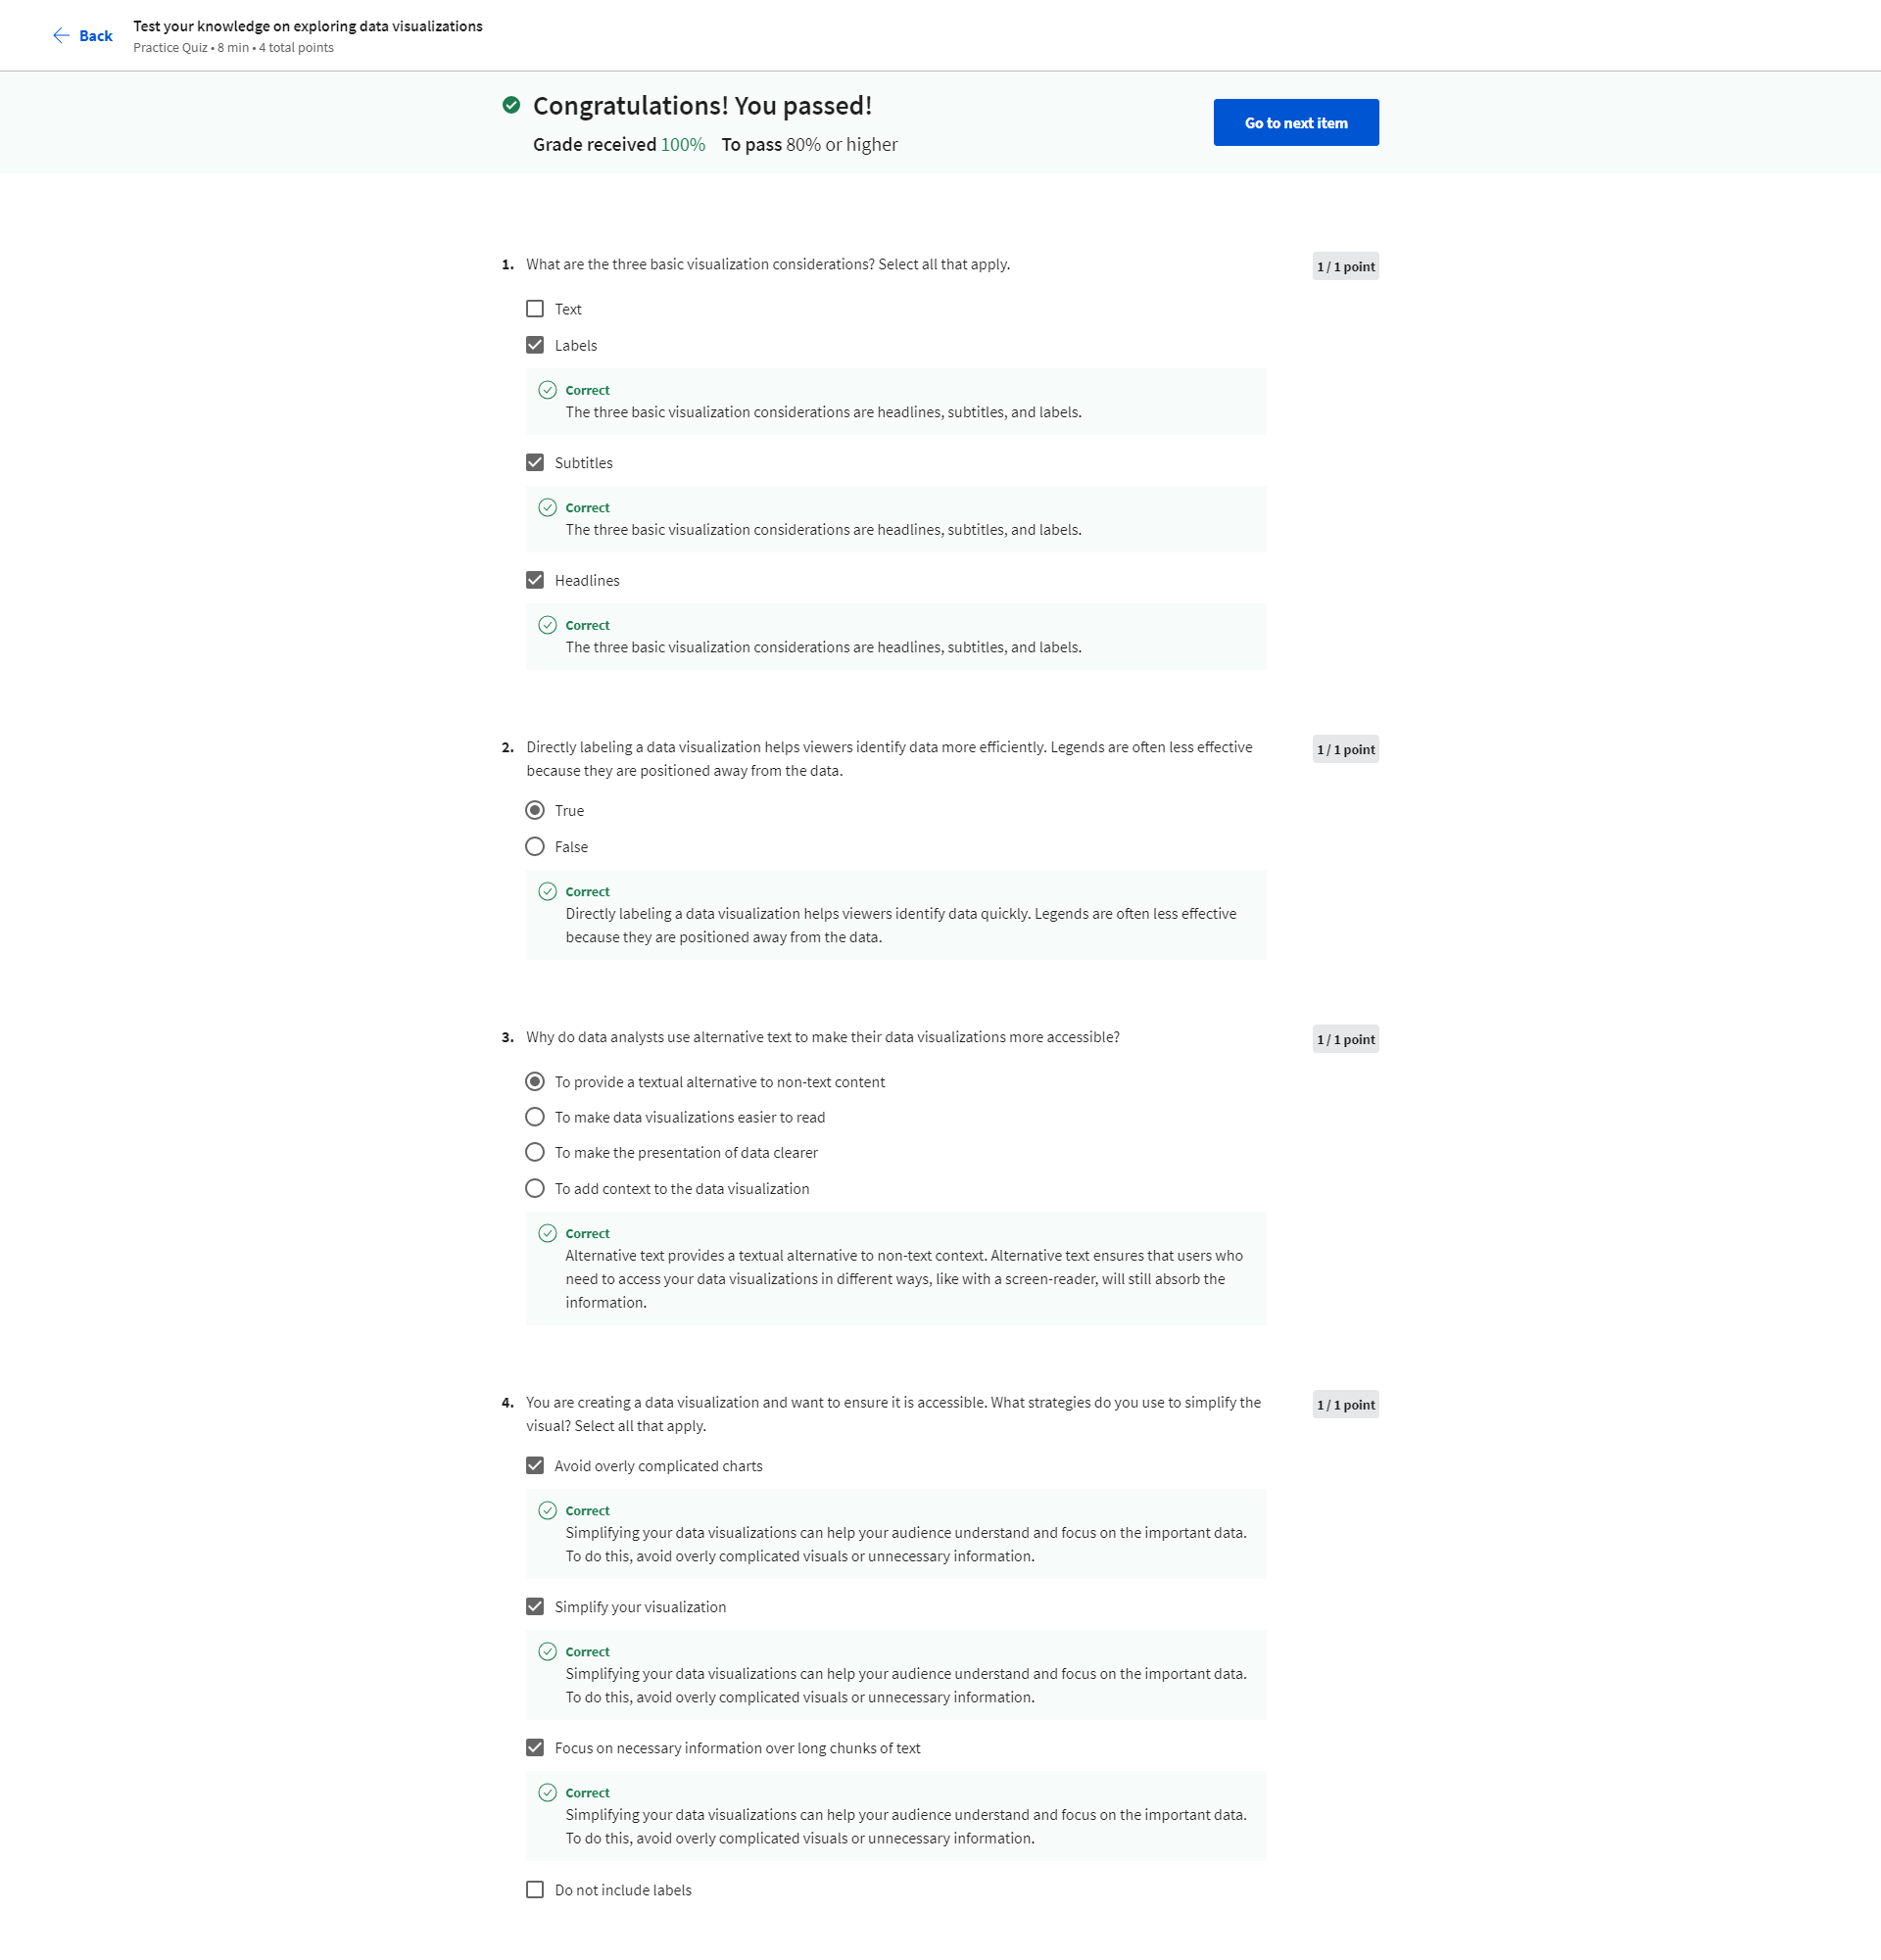 Back
Test your knowledge on exploring data visualizations
Practice Quiz • 8 min • 4 total points
Congratulations! You passed!
Grade received 100% To pass 80% or higher
Go to next item
1. What are the three basic visualization considerations? Select all that apply.
1 / 1 point
Text
Labels
Correct
The three basic visualization considerations are headlines, subtitles, and labels.
Subtitles
Correct
The three basic visualization considerations are headlines, subtitles, and labels.
Headlines
Correct
The three basic visualization considerations are headlines, subtitles, and labels.
2. Directly labeling a data visualization helps viewers identify data more efficiently. Legends are often less effective
because they are positioned away from the data.
1 / 1 point
True
False
Correct
Directly labeling a data visualization helps viewers identify data quickly. Legends are often less effective
because they are positioned away from the data.
3. Why do data analysts use alternative text to make their data visualizations more accessible?
1 / 1 point
To provide a textual alternative to non-text content
To make data visualizations easier to read
To make the presentation of data clearer
To add context to the data visualization
Correct
Alternative text provides a textual alternative to non-text context. Alternative text ensures that users who
need to access your data visualizations in different ways, like with a screen-reader, will still absorb the
information.
4. You are creating a data visualization and want to ensure it is accessible. What strategies do you use to simplify the
visual? Select all that apply.
1 / 1 point
Avoid overly complicated charts
Correct
Simplifying your data visualizations can help your audience understand and focus on the important data.
To do this, avoid overly complicated visuals or unnecessary information.
Simplify your visualization
Correct
Simplifying your data visualizations can help your audience understand and focus on the important data.
To do this, avoid overly complicated visuals or unnecessary information.
Focus on necessary information over long chunks of text
Correct
Simplifying your data visualizations can help your audience understand and focus on the important data.
To do this, avoid overly complicated visuals or unnecessary information.
Do not include labels